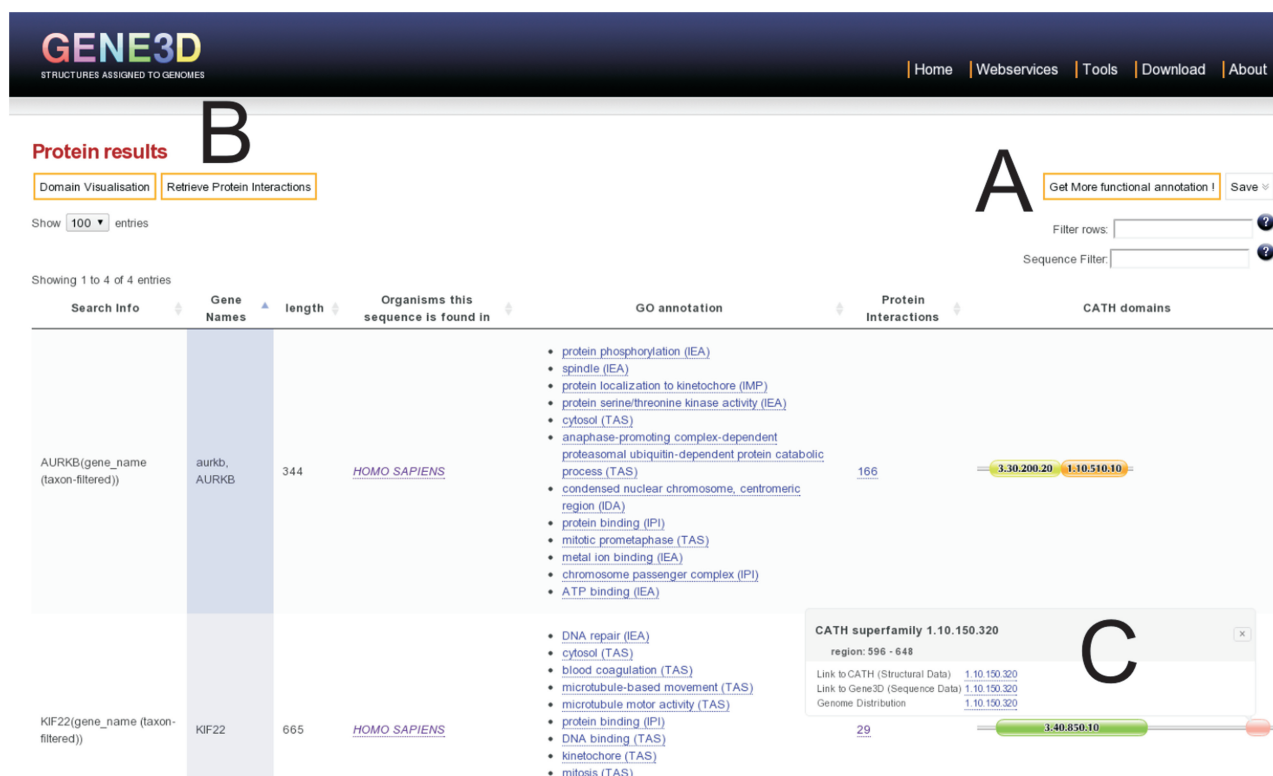 GENE3D
STRUCTURES ASSIGNED TO GENOMES
Home Webservices Tools Download About
B
Protein results
A
Domain Visualisation Retrieve Protein Interactions
Get More functional annotation ! Save
Show 100 entries
Filter rows: ?
Sequence Filter: ?
Showing 1 to 4 of 4 entries
Search Info
Gene
Names
length
Organisms this
sequence is found in
GO annotation
Protein
Interactions
CATH domains
AURKB(gene_name
(taxon-filtered))
aurkb,
AURKB
344
HOMO SAPIENS
• protein phosphorylation (IEA)
• spindle (IEA)
• protein localization to kinetochore (IMP)
• protein serine/threonine kinase activity (IEA)
• cytosol (TAS)
• anaphase-promoting complex-dependent
proteasomal ubiquitin-dependent protein catabolic
process (TAS)
• condensed nuclear chromosome, centromeric
region (IDA)
• protein binding (IPI)
• mitotic prometaphase (TAS)
• metal ion binding (IEA)
• chromosome passenger complex (IPI)
• ATP binding (IEA)
166
3.30.200.20 1.10.510.10
KIF22(gene_name (taxon-
filtered))
KIF22
665
HOMO SAPIENS
• DNA repair (IEA)
• cytosol (TAS)
• blood coagulation (TAS)
• microtubule-based movement (TAS)
• microtubule motor activity (TAS)
• protein binding (IPI)
• DNA binding (TAS)
• kinetochore (TAS)
• mitosis (TAS)
29
CATH superfamily 1.10.150.320
×
region: 596 - 648
C
Link to CATH (Structural Data) 1.10.150.320
Link to Gene3D (Sequence Data) 1.10.150.320
Genome Distribution 1.10.150.320
3.40.850.10